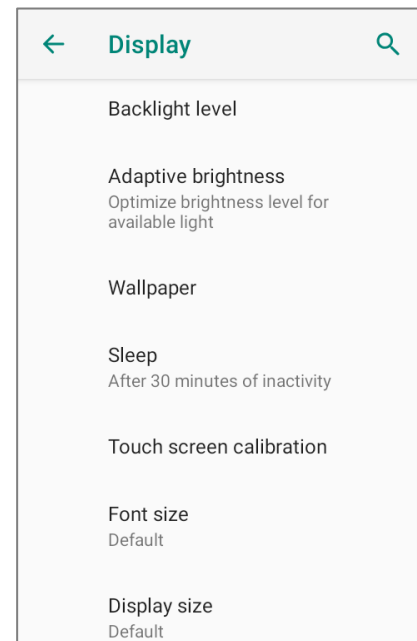 Display
Backlight level
Adaptive brightness
Optimize brightness level for
available light
Wallpaper
Sleep
After 30 minutes of inactivity
Touch screen calibration
Font size
Default
Display size
Default